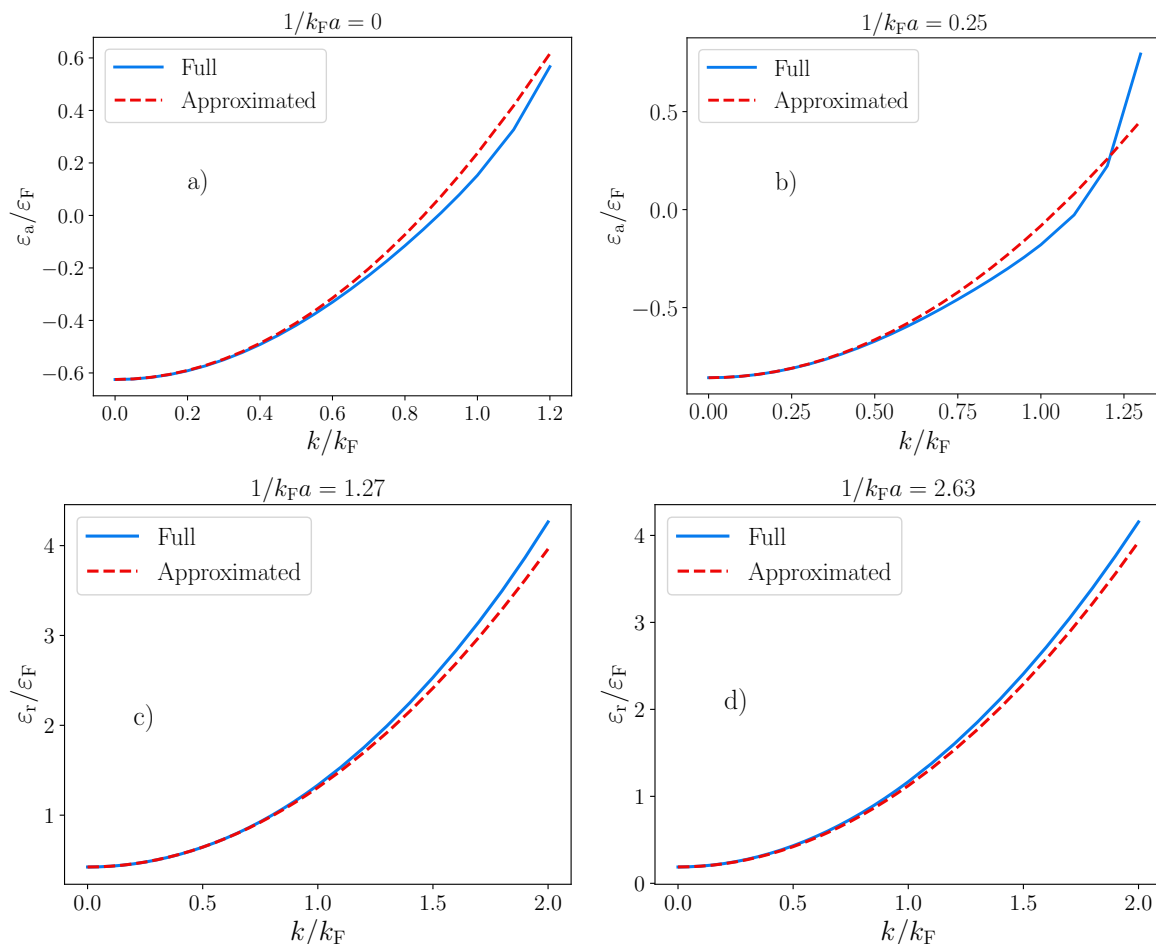 1/k_F a = 0
Full
Approximated
a)
ε_a/ε_F
0.6
0.4
0.2
0.0
−0.2
−0.4
−0.6
0.0 0.2 0.4 0.6 0.8 1.0 1.2
k/k_F
1/k_F a = 0.25
Full
Approximated
b)
ε_a/ε_F
0.5
0.0
−0.5
0.00 0.25 0.50 0.75 1.00 1.25
k/k_F
1/k_F a = 1.27
Full
Approximated
c)
ε_r/ε_F
4
3
2
1
0.0 0.5 1.0 1.5 2.0
k/k_F
1/k_F a = 2.63
Full
Approximated
d)
ε_r/ε_F
4
3
2
1
0
0.0 0.5 1.0 1.5 2.0
k/k_F